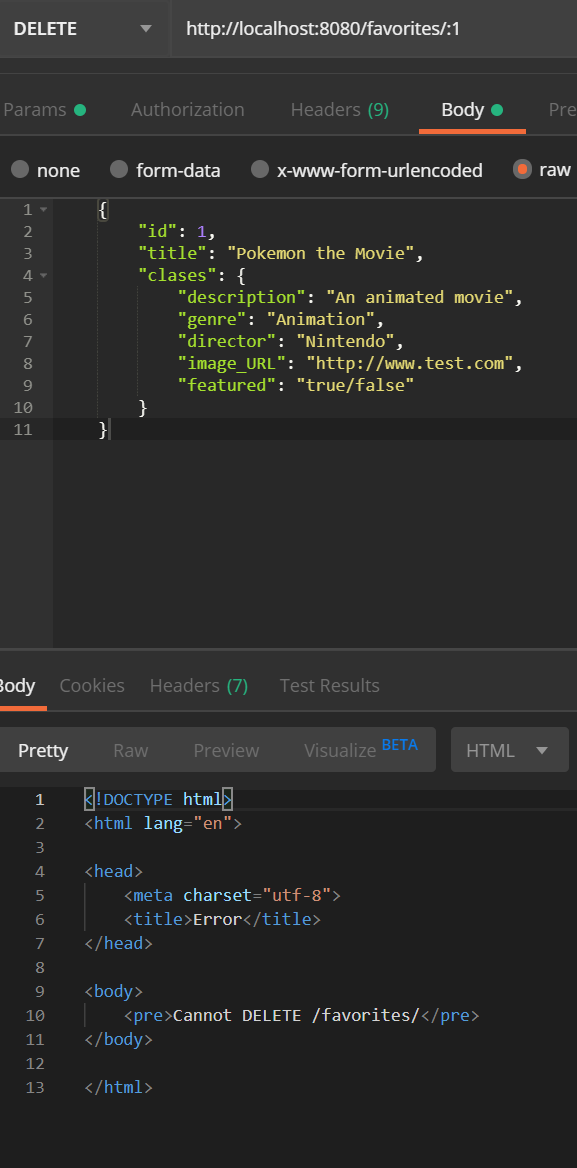 DELETE http://localhost:8080/favorites/:1
Params Authorization Headers (9) Body Pre
none form-data x-www-form-urlencoded raw
1 {
2 "id": 1,
3 "title": "Pokemon the Movie",
4 "clases": {
5 "description": "An animated movie",
6 "genre": "Animation",
7 "director": "Nintendo",
8 "image_URL": "http://www.test.com",
9 "featured": "true/false"
10 }
11 }
Body Cookies Headers (7) Test Results
Pretty Raw Preview Visualize BETA HTML
1 <!DOCTYPE html>
2 <html lang="en">
3
4 <head>
5 <meta charset="utf-8">
6 <title>Error</title>
7 </head>
8
9 <body>
10 <pre>Cannot DELETE /favorites/</pre>
11 </body>
12
13 </html>